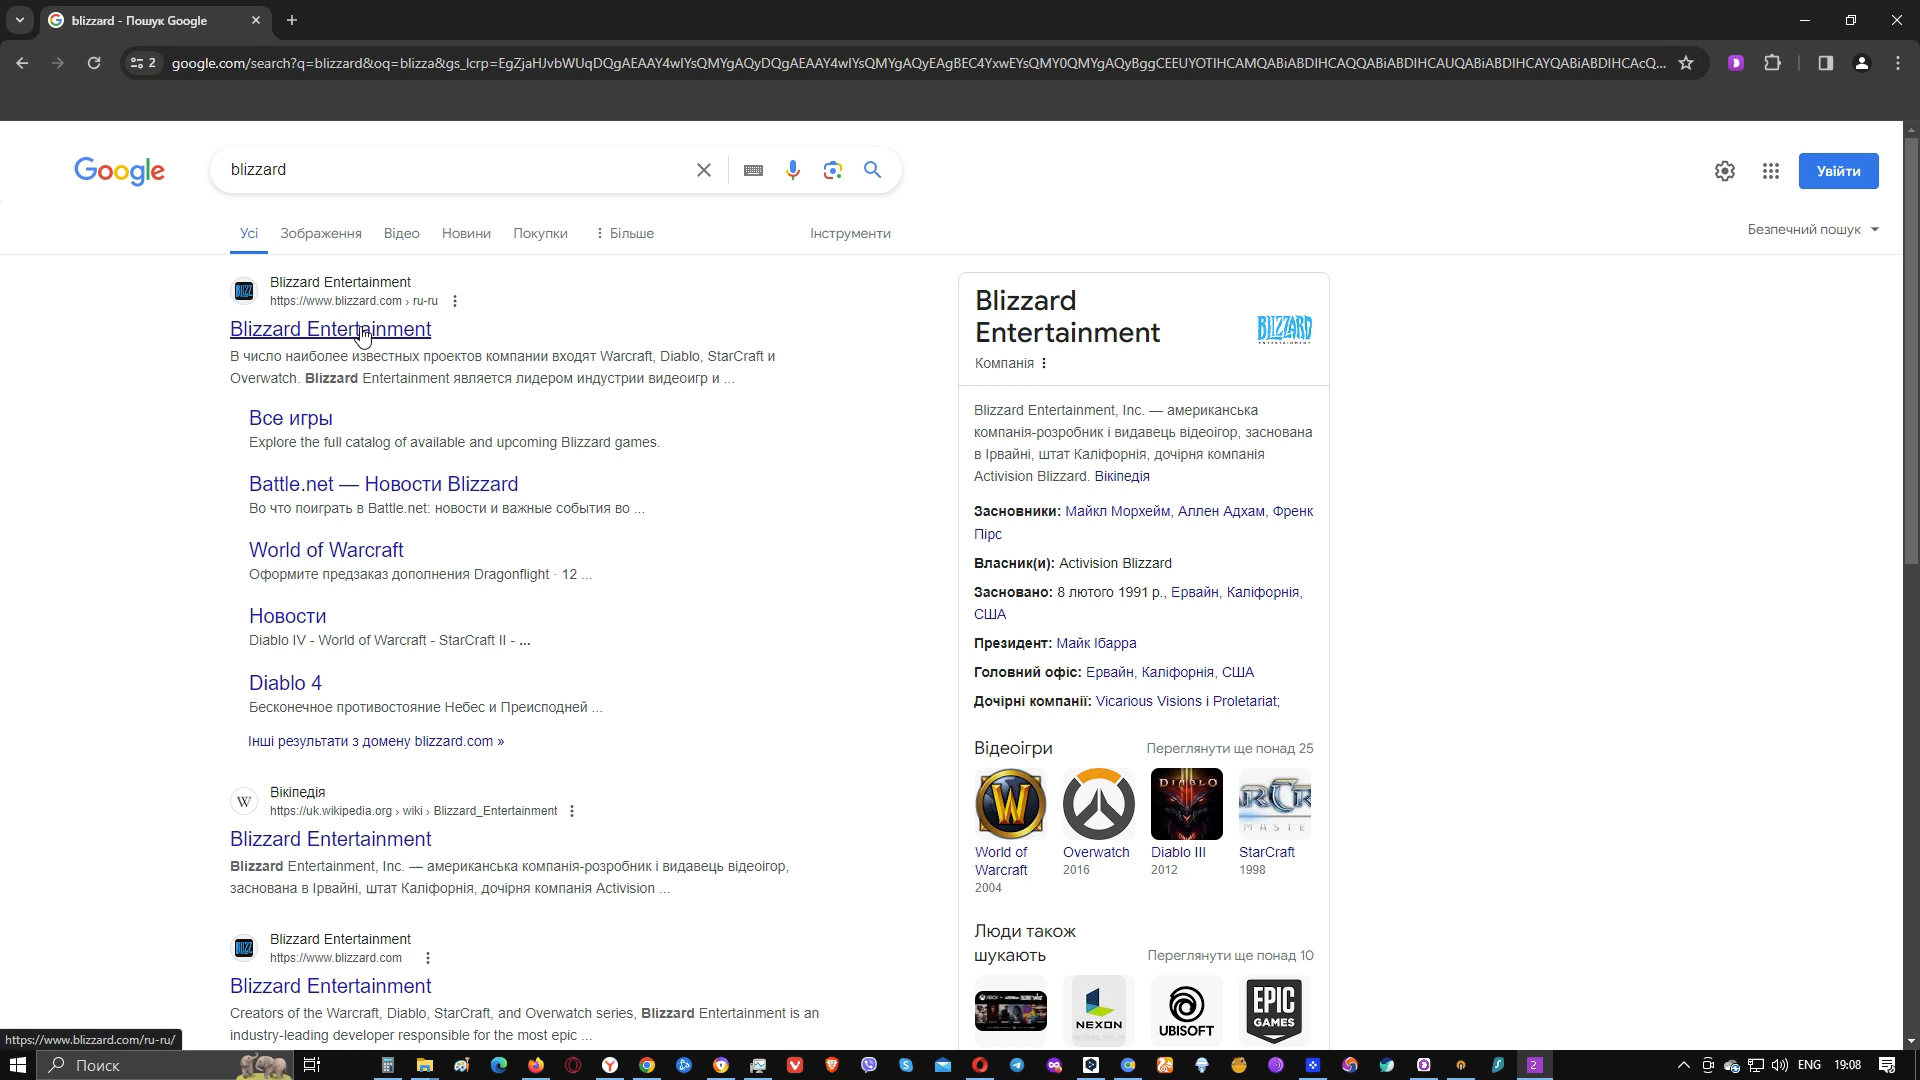 blizzard - Пошук Google
2
google.com/search?q=blizzard&oq=blizza&gs_lcrp=
Google
blizzard
Увійти
Усі
Зображення
Відео
Новини
Покупки
Більше
Інструменти
Безпечний пошук
Blizzard Entertainment
https://www.blizzard.com › ru-ru
Blizzard Entertainment
В число наиболее известных проектов компании входят Warcraft, Diablo, StarCraft и
Overwatch. Blizzard Entertainment является лидером индустрии видеоигр и ...
Все игры
Explore the full catalog of available and upcoming Blizzard games.
Battle.net — Новости Blizzard
Во что поиграть в Battle.net: новости и важные события во ...
World of Warcraft
Оформите предзаказ дополнения Dragonflight · 12 ...
Новости
Diablo IV - World of Warcraft - StarCraft II - ...
Diablo 4
Бесконечное противостояние Небес и Преисподней ...
Інші результати з домену blizzard.com »
W
Вікіпедія
https://uk.wikipedia.org › wiki › Blizzard_Entertainment
Blizzard Entertainment
Blizzard Entertainment, Inc. — американська компанія-розробник і видавець відеоігор,
заснована в Ірвайні, штат Каліфорнія, дочірня компанія Activision ...
Blizzard Entertainment
https://www.blizzard.com
Blizzard Entertainment
Creators of the Warcraft, Diablo, StarCraft, and Overwatch series, Blizzard Entertainment is an
industry-leading developer responsible for the most epic ...
Blizzard
Entertainment
BLIZZARD
ENTERTAINMENT
Компанія
Blizzard Entertainment, Inc. — американська
компанія-розробник і видавець відеоігор, заснована
в Ірвайні, штат Каліфорнія, дочірня компанія
Activision Blizzard. Вікіпедія
Засновники: Майкл Морхейм, Аллен Адхам, Френк
Пірс
Власник(и): Activision Blizzard
Засновано: 8 лютого 1991 р., Ервайн, Каліфорнія,
США
Президент: Майк Ібарра
Головний офіс: Ервайн, Каліфорнія, США
Дочірні компанії: Vicarious Visions і Proletariat;
Відеоігри
Переглянути ще понад 25
DIABLO
World of
Warcraft
2004
Overwatch
2016
Diablo III
2012
StarCraft
1998
Люди також
шукають
Переглянути ще понад 10
NEXON
UBISOFT
EPIC
GAMES
https://www.blizzard.com/ru-ru/
Поиск
2
ENG
19:08